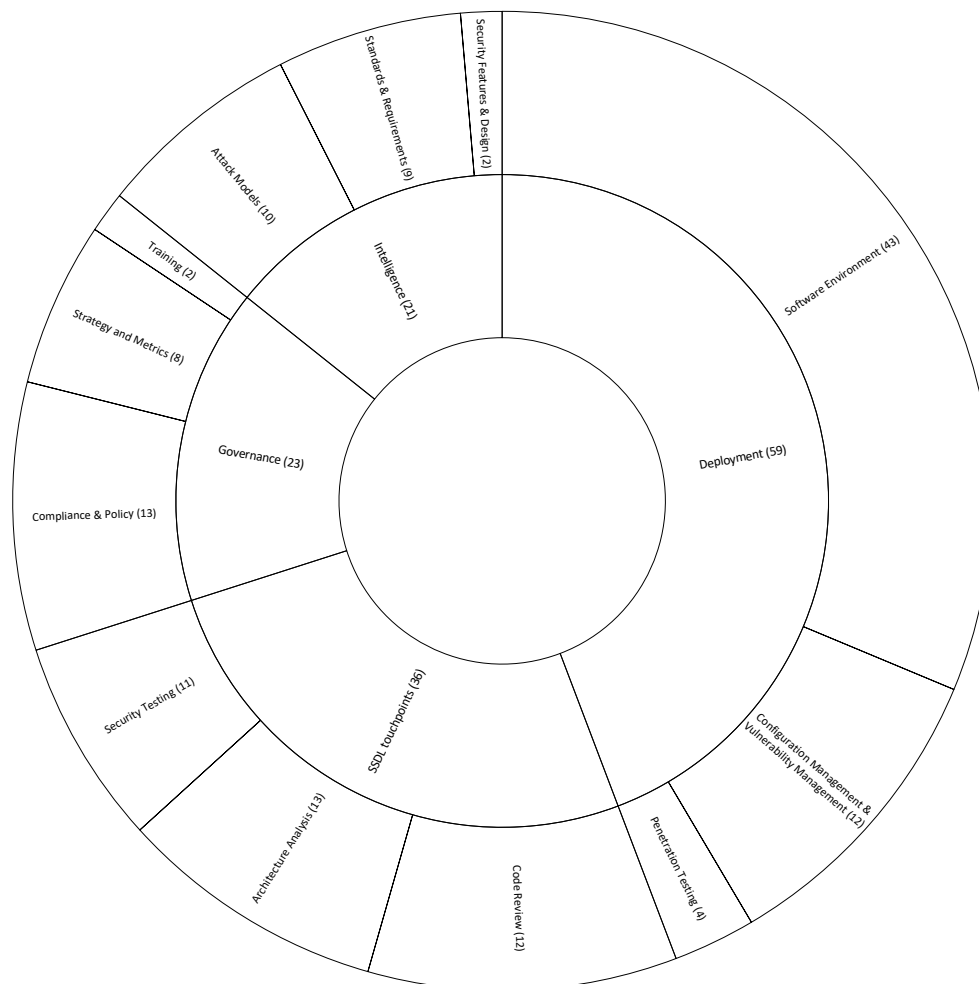 Deployment (59)
Software Environment (43)
Configuration Management &
Vulnerability Management (12)
Penetration Testing (4)
SSDL touchpoints (36)
Code Review (12)
Architecture Analysis (13)
Security Testing (11)
Governance (23)
Compliance & Policy (13)
Strategy and Metrics (8)
Training (2)
Intelligence (21)
Attack Models (10)
Standards & Requirements (9)
Security Features & Design (2)